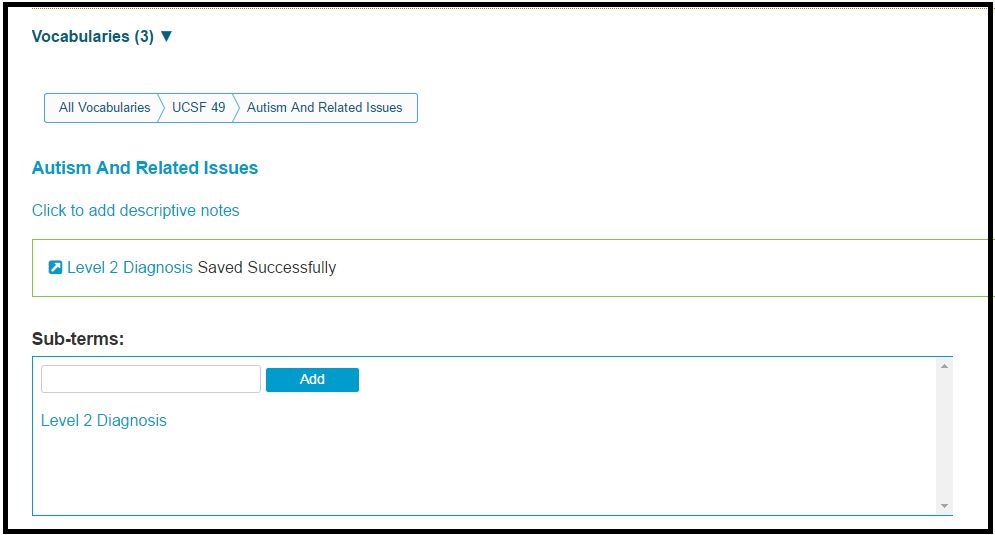 Vocabularies (3) ▼
All Vocabularies UCSF 49 Autism And Related Issues
Autism And Related Issues
Click to add descriptive notes
Level 2 Diagnosis Saved Successfully
Sub-terms:
Add
Level 2 Diagnosis